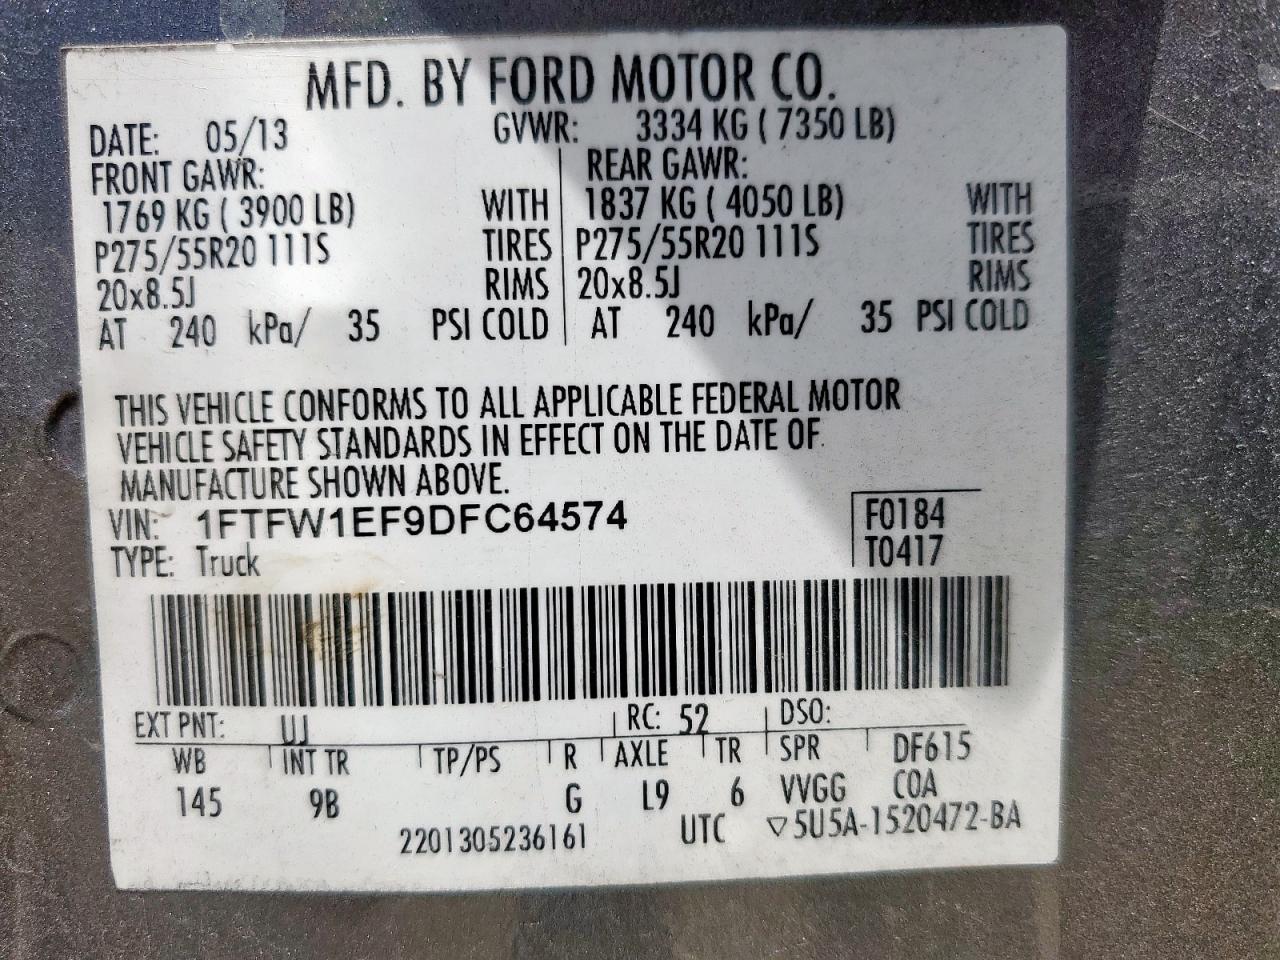 MFD. BY FORD MOTOR CO.
DATE: 05/13 GVWR: 3334 KG ( 7350 LB)
FRONT GAWR: REAR GAWR:
1769 KG ( 3900 LB) WITH 1837 KG ( 4050 LB) WITH
P275/55R20 111S TIRES P275/55R20 111S TIRES
20x8.5J RIMS 20x8.5J RIMS
AT 240 kPa/ 35 PSI COLD AT 240 kPa/ 35 PSI COLD
THIS VEHICLE CONFORMS TO ALL APPLICABLE FEDERAL MOTOR
VEHICLE SAFETY STANDARDS IN EFFECT ON THE DATE OF
MANUFACTURE SHOWN ABOVE.
VIN: 1FTFW1EF9DFC64574 F0184
TYPE: Truck T0417
EXT PNT: UJ RC: 52 DSO:
WB INT TR TP/PS R AXLE TR SPR DF615
145 9B G L9 6 VVGG COA
2201305236161 UTC ▽5U5A-1520472-BA